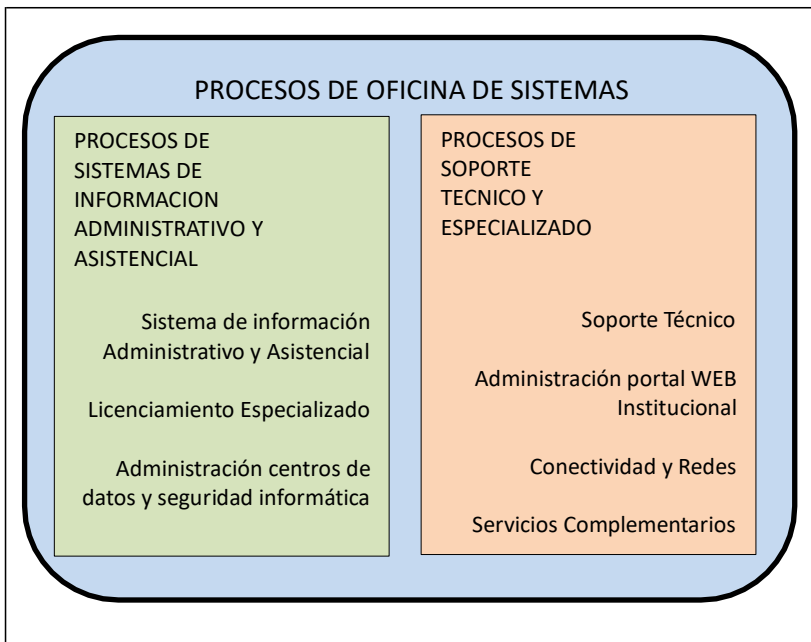 PROCESOS DE OFICINA DE SISTEMAS
PROCESOS DE
SISTEMAS DE
INFORMACION
ADMINISTRATIVO Y
ASISTENCIAL
Sistema de información
Administrativo y Asistencial
Licenciamiento Especializado
Administración centros de
datos y seguridad informática
PROCESOS DE
SOPORTE
TECNICO Y
ESPECIALIZADO
Soporte Técnico
Administración portal WEB
Institucional
Conectividad y Redes
Servicios Complementarios